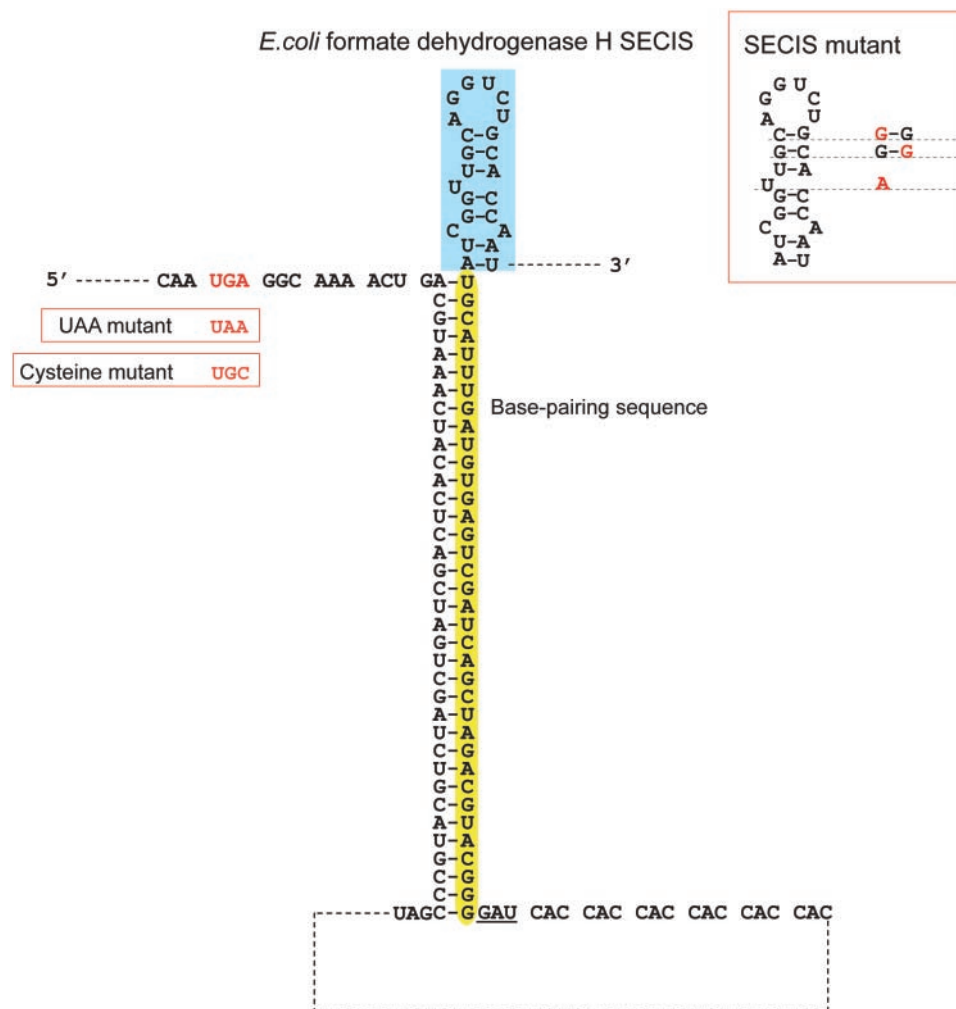 E.coli formate dehydrogenase H SECIS
G U
G C
A U
C-G
G-C
U-A
U
G-C
G-C
C A
U-A
A-U 3′
5′ CAA UGA GGC AAA ACU GA-U
C-G
G-C
U-A
A-U
A-U
A-U
C-G
U-A
A-U
C-G
A-U
C-G
U-A
C-G
A-U
G-C
C-G
U-A
A-U
G-C
U-A
C-G
G-C
A-U
U-A
C-G
U-A
G-C
C-G
A-U
U-A
G-C
C-G
C-G
UAGC-G GAU CAC CAC CAC CAC CAC CAC
UAA mutant UAA
Cysteine mutant UGC
Base-pairing sequence
SECIS mutant
G U
G C
A U
C-G G-G
G-C G-G
U-A
U A
G-C
G-C
C A
U-A
A-U